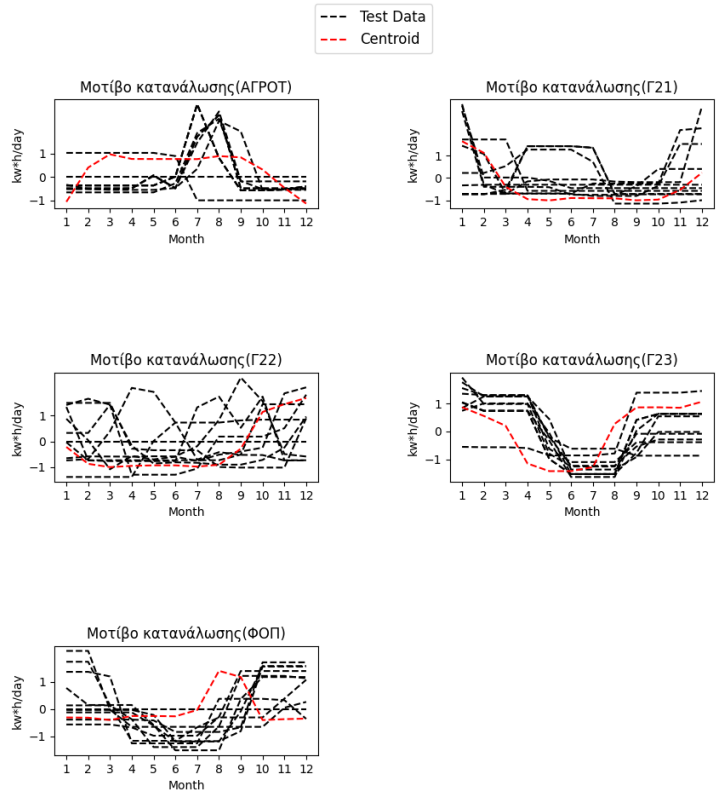 Test Data
Centroid
Μοτίβο κατανάλωσης(ΑΓΡΟΤ)
kw*h/day
1
0
−1
1 2 3 4 5 6 7 8 9 10 11 12
Month
Μοτίβο κατανάλωσης(Γ21)
kw*h/day
1
0
−1
1 2 3 4 5 6 7 8 9 10 11 12
Month
Μοτίβο κατανάλωσης(Γ22)
kw*h/day
1
0
−1
1 2 3 4 5 6 7 8 9 10 11 12
Month
Μοτίβο κατανάλωσης(Γ23)
kw*h/day
1
0
−1
1 2 3 4 5 6 7 8 9 10 11 12
Month
Μοτίβο κατανάλωσης(ΦΟΠ)
kw*h/day
1
0
−1
1 2 3 4 5 6 7 8 9 10 11 12
Month